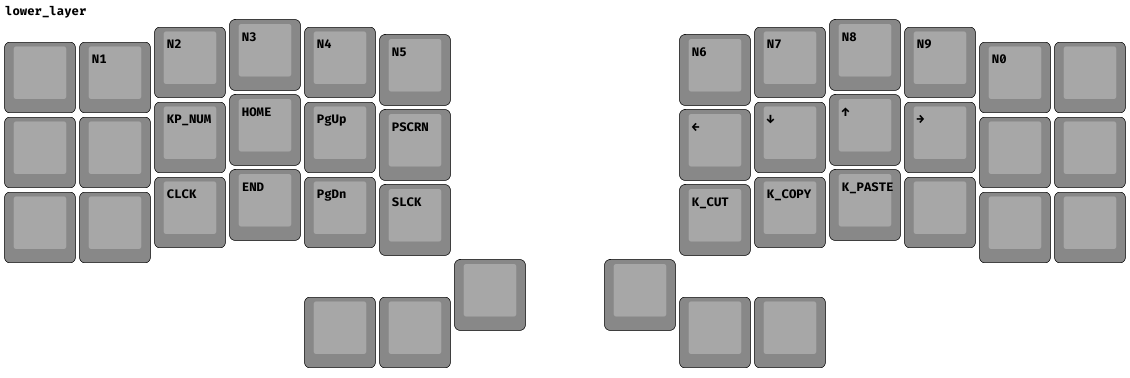 lower_layer
N1 N2 N3 N4 N5 N6 N7 N8 N9 N0
KP_NUM HOME PgUp PSCRN ← ↓ ↑ →
CLCK END PgDn SLCK K_CUT K_COPY K_PASTE